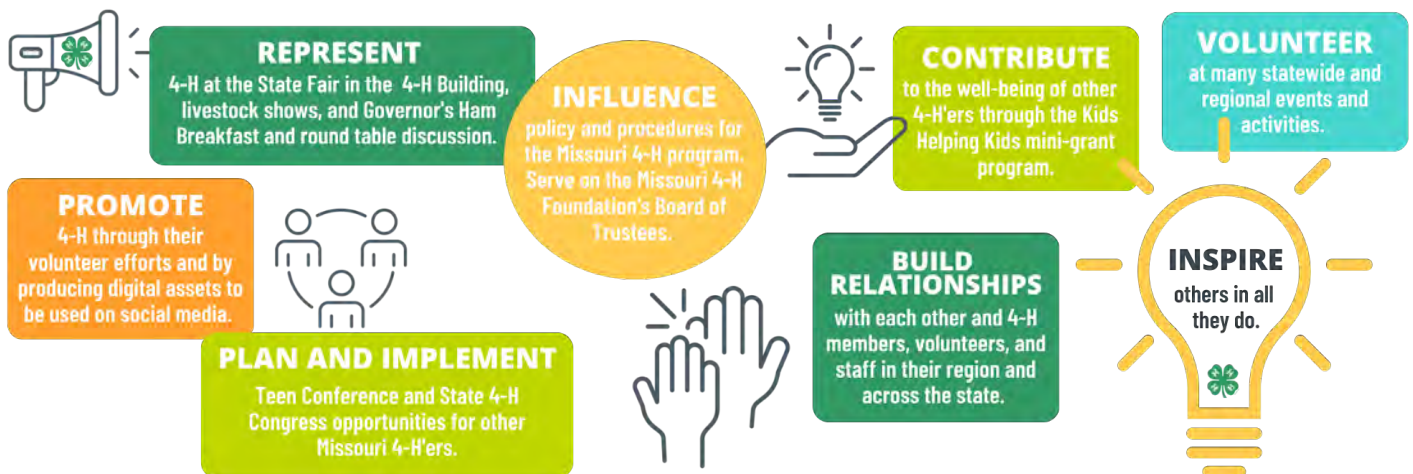 REPRESENT
4-H at the State Fair in the 4-H Building,
livestock shows, and Governor's Ham
Breakfast and round table discussion.
INFLUENCE
policy and procedures for
the Missouri 4-H program.
Serve on the Missouri 4-H
Foundation's Board of
Trustees.
CONTRIBUTE
to the well-being of other
4-H'ers through the Kids
Helping Kids mini-grant
program.
VOLUNTEER
at many statewide and
regional events and
activities.
PROMOTE
4-H through their
volunteer efforts and by
producing digital assets to
be used on social media.
PLAN AND IMPLEMENT
Teen Conference and State 4-H
Congress opportunities for other
Missouri 4-H'ers.
BUILD
RELATIONSHIPS
with each other and 4-H
members, volunteers, and
staff in their region and
across the state.
INSPIRE
others in all
they do.